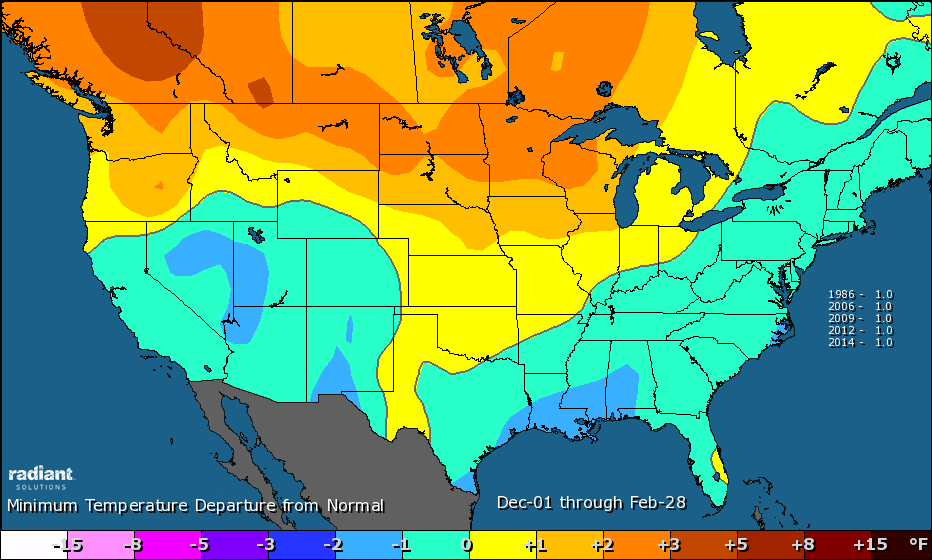 1986 - 1.0
2006 - 1.0
2009 - 1.0
2012 - 1.0
2014 - 1.0
radiant
SOLUTIONS
Minimum Temperature Departure from Normal
Dec-01 through Feb-28
-15 -8 -5 -3 -2 -1 0 +1 +2 +3 +5 +8 +15 °F